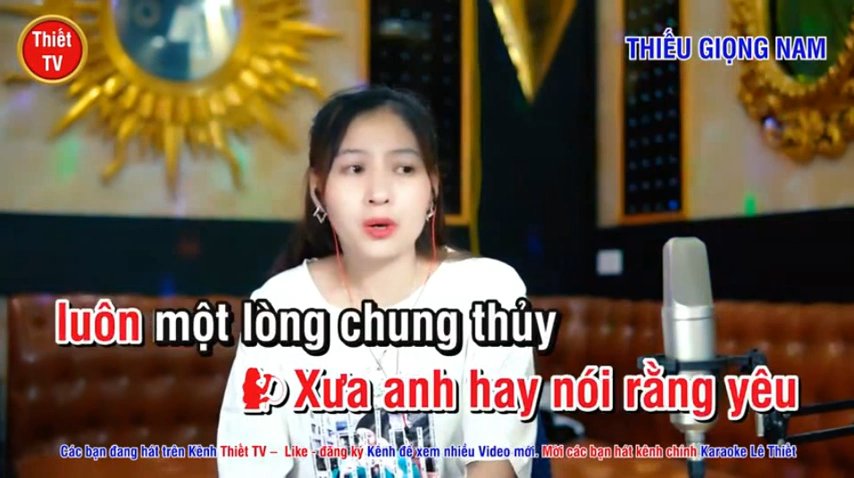 Thiết
TV
THIẾU GIỌNG NAM
luôn một lòng chung thủy
Xưa anh hay nói rằng yêu
Các bạn đang hát trên Kênh Thiết TV – Like - đăng ký Kênh để xem nhiều Video mới. Mời các bạn hát kênh chính Karaoke Lê Thiết